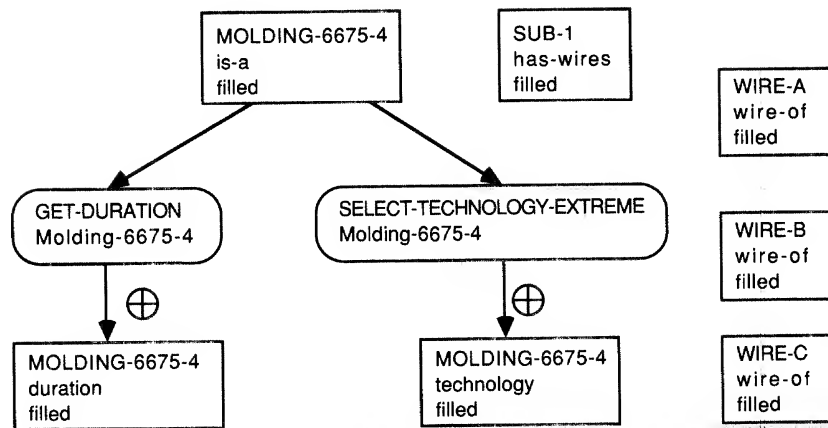 MOLDING-6675-4
is-a
filled
SUB-1
has-wires
filled
WIRE-A
wire-of
filled
GET-DURATION
Molding-6675-4
SELECT-TECHNOLOGY-EXTREME
Molding-6675-4
WIRE-B
wire-of
filled
MOLDING-6675-4
duration
filled
MOLDING-6675-4
technology
filled
WIRE-C
wire-of
filled